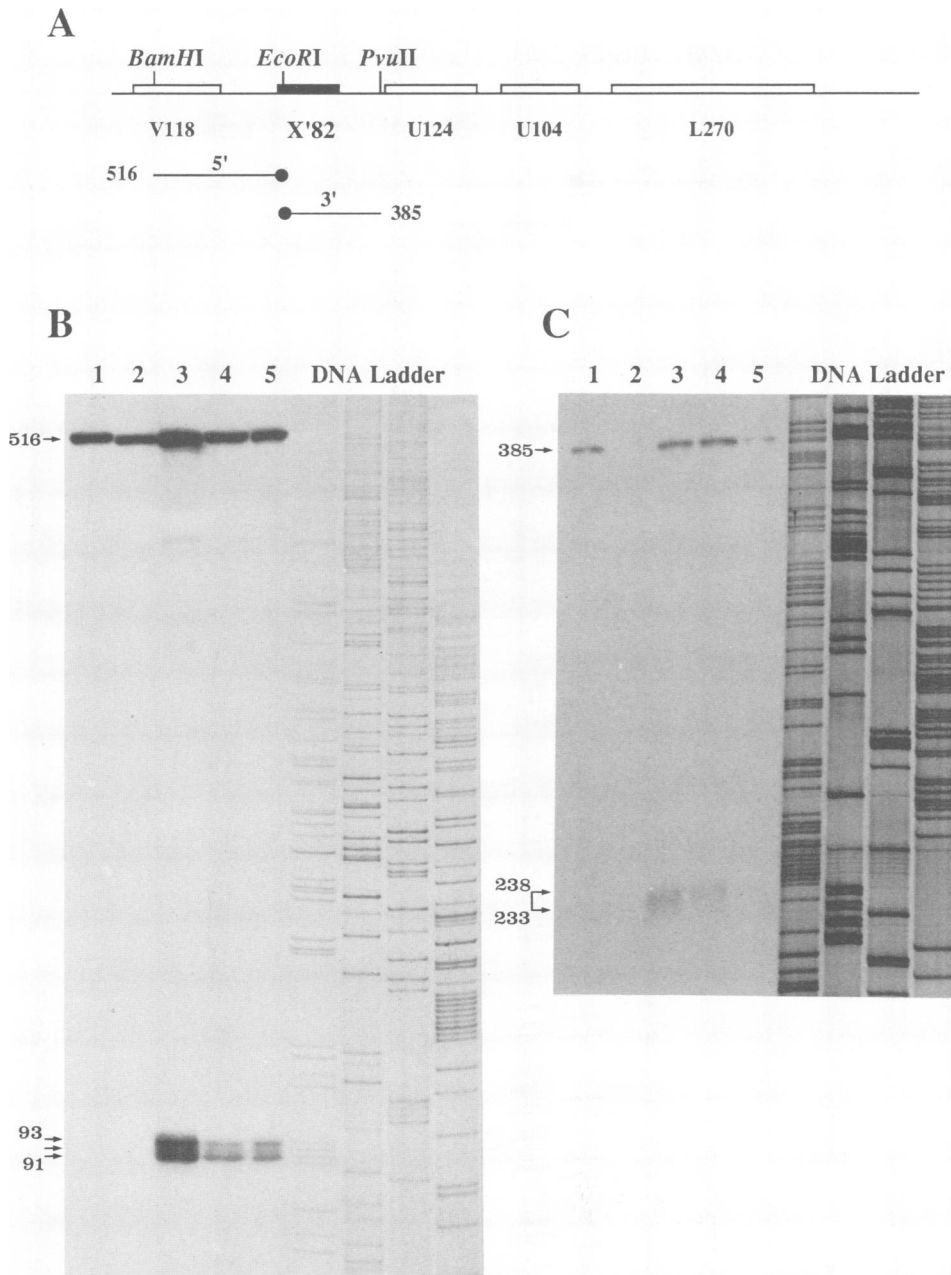 A
BamHI EcoRI PvuII
V118 X'82 U124 U104 L270
516 5'
3' 385
B
1 2 3 4 5 DNA Ladder
516
93
91
C
1 2 3 4 5 DNA Ladder
385
238
233